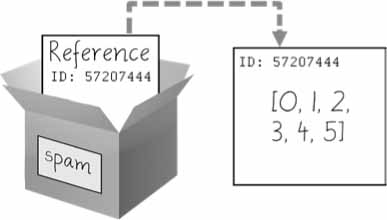 Reference
ID: 57207444
spam
ID: 57207444
[0, 1, 2,
3, 4, 5]